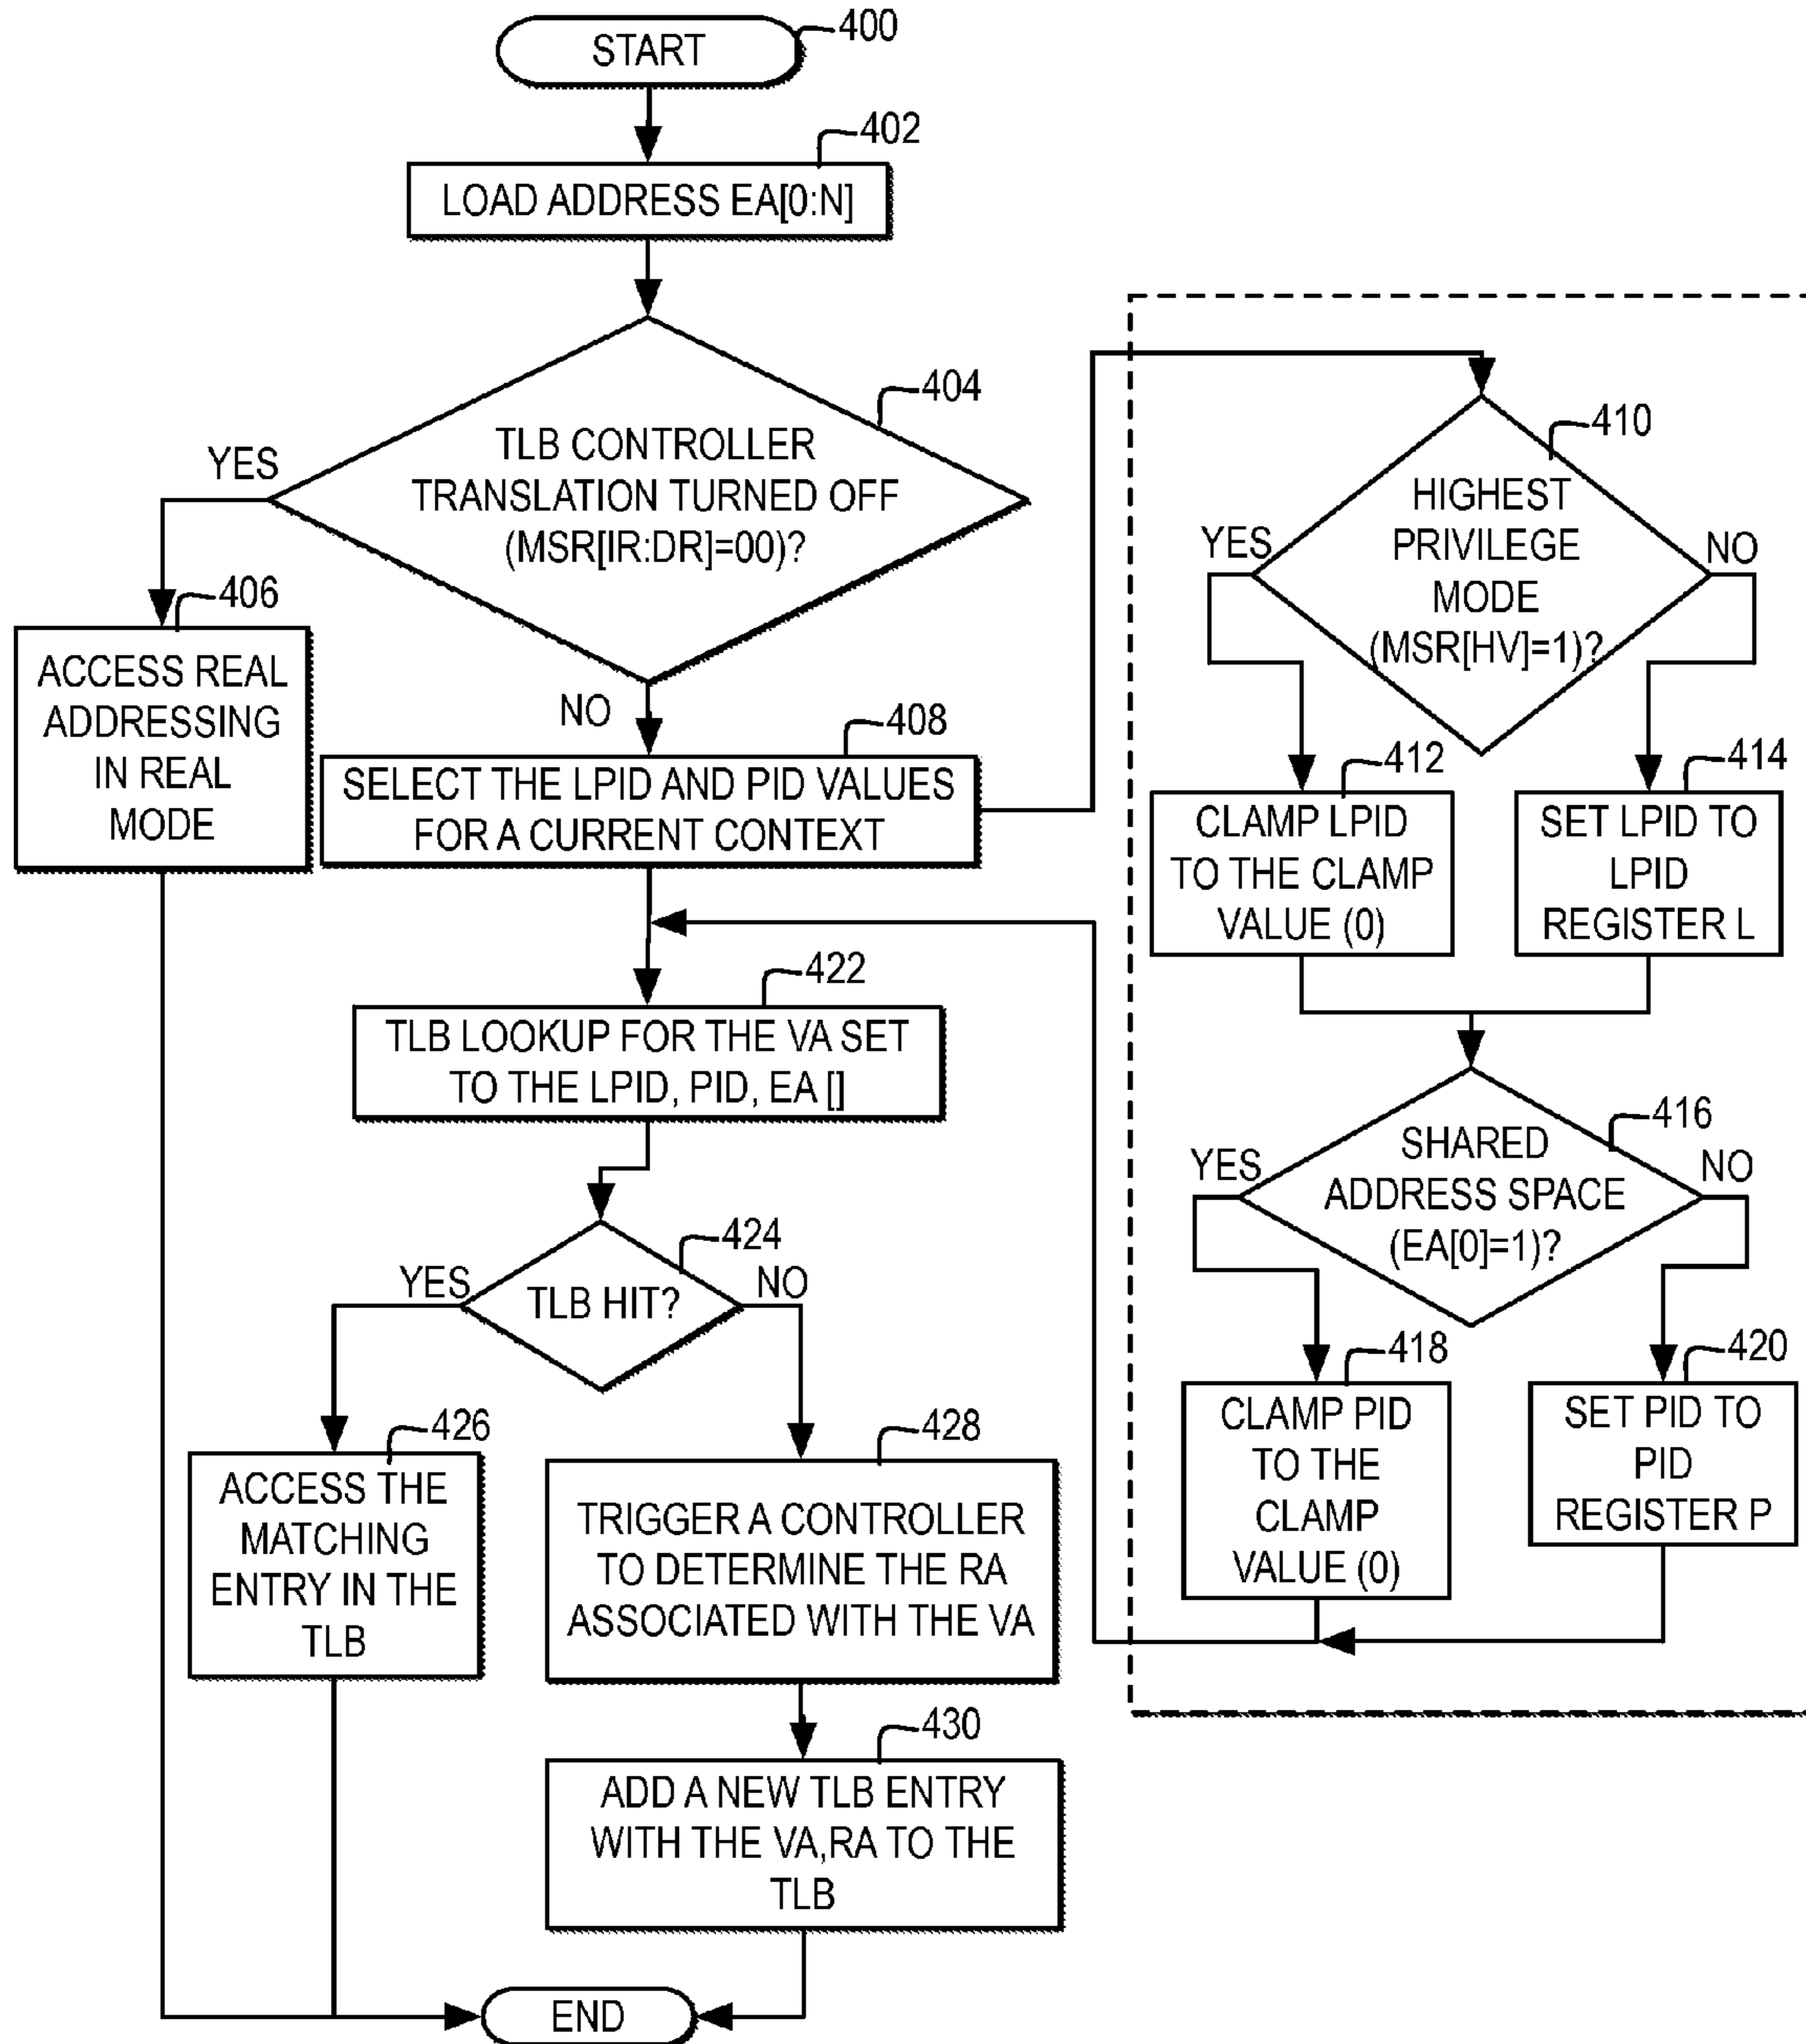 START
400
402
LOAD ADDRESS EA[0:N]
404
TLB CONTROLLER
TRANSLATION TURNED OFF
(MSR[IR:DR]=00)?
YES
NO
406
ACCESS REAL
ADDRESSING
IN REAL
MODE
408
SELECT THE LPID AND PID VALUES
FOR A CURRENT CONTEXT
410
HIGHEST
PRIVILEGE
MODE
(MSR[HV]=1)?
YES
NO
412
CLAMP LPID
TO THE CLAMP
VALUE (0)
414
SET LPID TO
LPID
REGISTER L
416
SHARED
ADDRESS SPACE
(EA[0]=1)?
YES
NO
418
CLAMP PID
TO THE
CLAMP
VALUE (0)
420
SET PID TO
PID
REGISTER P
422
TLB LOOKUP FOR THE VA SET
TO THE LPID, PID, EA []
424
TLB HIT?
YES
NO
426
ACCESS THE
MATCHING
ENTRY IN THE
TLB
428
TRIGGER A CONTROLLER
TO DETERMINE THE RA
ASSOCIATED WITH THE VA
430
ADD A NEW TLB ENTRY
WITH THE VA,RA TO THE
TLB
END